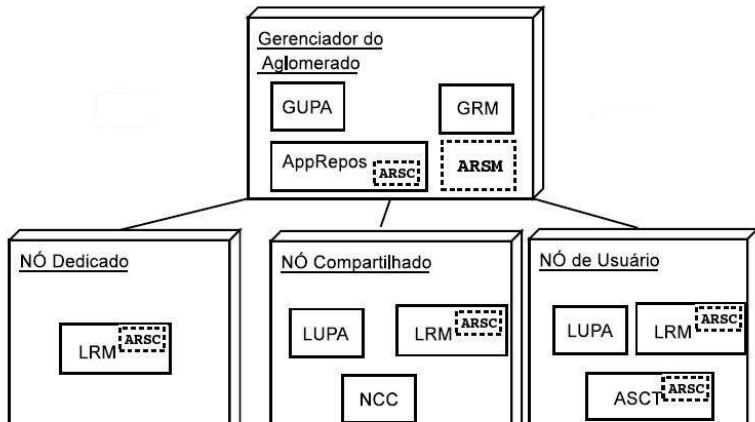 Gerenciador do
Aglomerado
GUPA
GRM
AppRepos
ARSC
ARSM
NÓ Dedicado
LRM
ARSC
NÓ Compartilhado
LUPA
LRM
ARSC
NCC
NÓ de Usuário
LUPA
LRM
ARSC
ASCT
ARSC